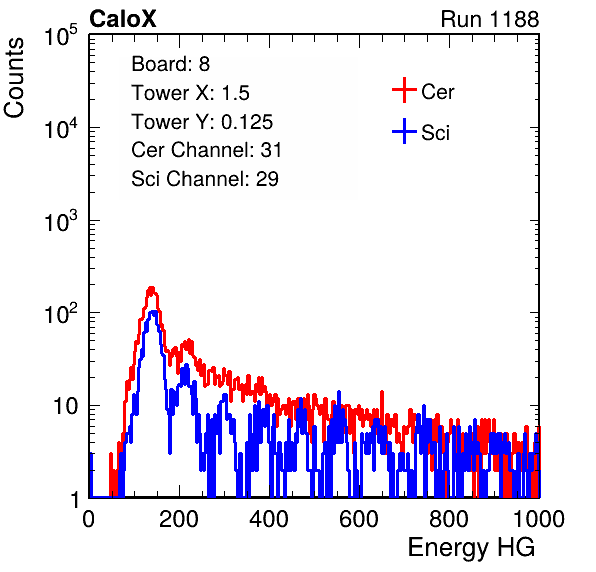 CaloX Run 1188
Counts
10^5
10^4
10^3
10^2
10
1
Board: 8
Tower X: 1.5
Tower Y: 0.125
Cer Channel: 31
Sci Channel: 29
Cer
Sci
0 200 400 600 800 1000
Energy HG